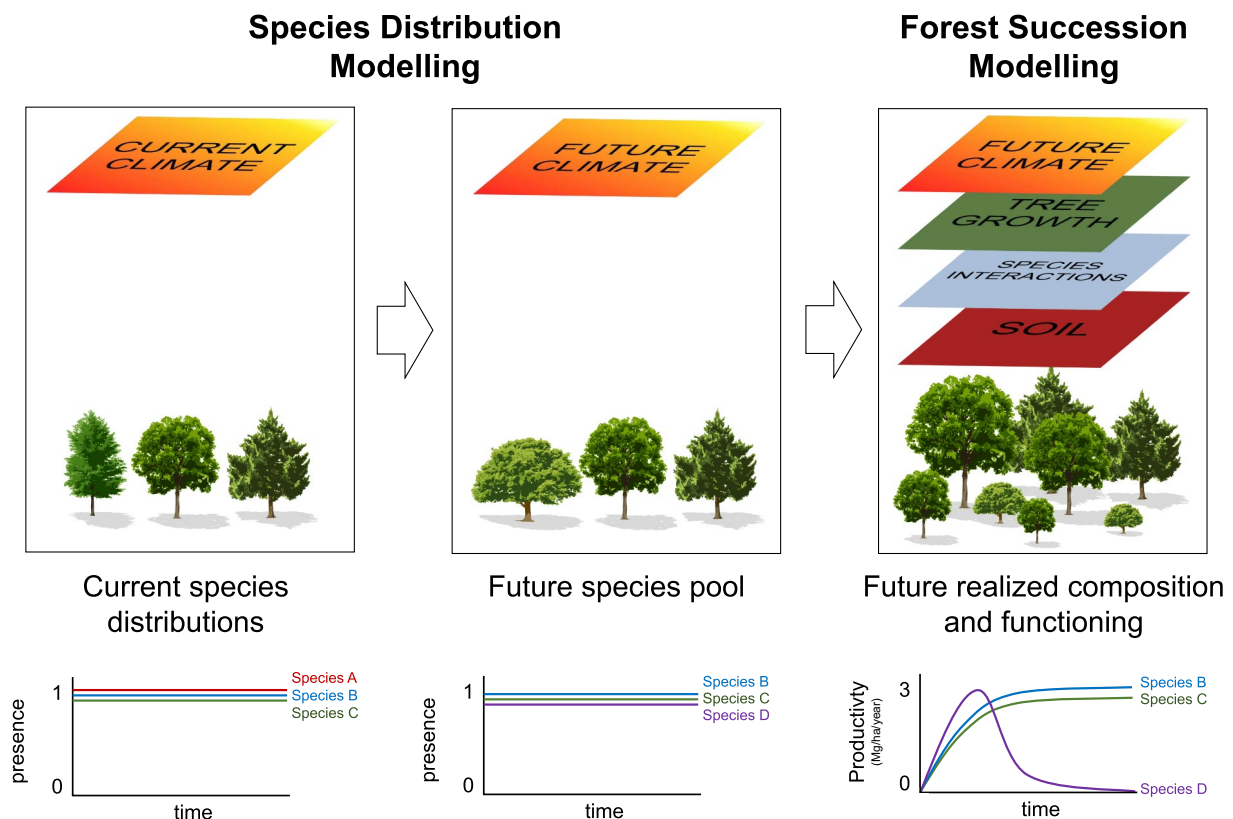 Species Distribution
Modelling
Forest Succession
Modelling
CURRENT
CLIMATE
FUTURE
CLIMATE
FUTURE
CLIMATE
TREE
GROWTH
SPECIES
INTERACTIONS
SOIL
Current species
distributions
Future species pool
Future realized composition
and functioning
presence
1
0
Species A
Species B
Species C
time
presence
1
0
Species B
Species C
Species D
time
Productivty
(Mg/ha/year)
3
0
Species B
Species C
Species D
time